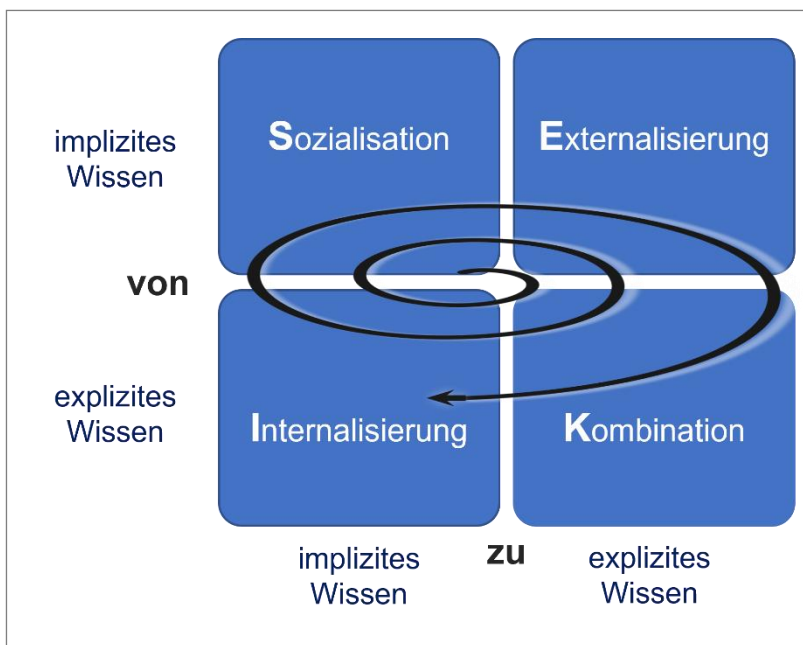 implizites
Wissen
Sozialisation
Externalisierung
von
explizites
Wissen
Internalisierung
Kombination
implizites
Wissen
zu
explizites
Wissen